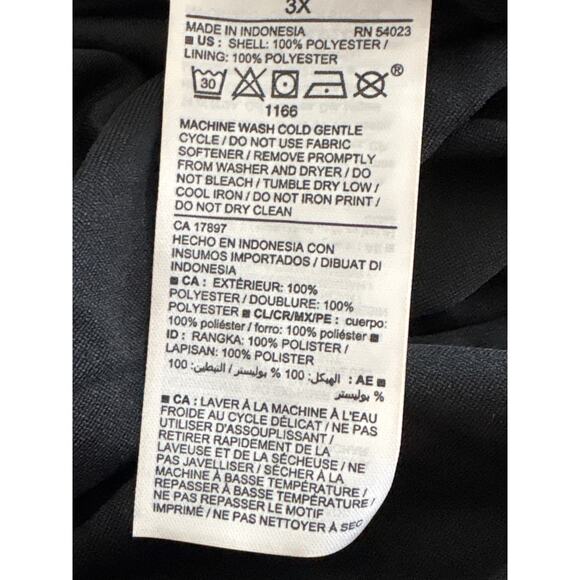 3X
MADE IN INDONESIA RN 54023
■ US : SHELL: 100% POLYESTER /
LINING: 100% POLYESTER
30 ®
1166
MACHINE WASH COLD GENTLE
CYCLE / DO NOT USE FABRIC
SOFTENER / REMOVE PROMPTLY
FROM WASHER AND DRYER / DO
NOT BLEACH / TUMBLE DRY LOW /
COOL IRON / DO NOT IRON PRINT /
DO NOT DRY CLEAN
CA 17897
HECHO EN INDONESIA CON
INSUMOS IMPORTADOS / DIBUAT DI
INDONESIA
■ CA : EXTÉRIEUR: 100%
POLYESTER / DOUBLURE: 100%
POLYESTER ■ CL/CR/MX/PE : cuerpo:
100% poliéster / forro: 100% poliéster ■
ID : RANGKA: 100% POLISTER /
LAPISAN: 100% POLISTER
■ AE : الهيكل: 100 % بوليستر / التبطين: 100
% بوليستر
■ CA : LAVER À LA MACHINE À L'EAU
FROIDE AU CYCLE DÉLICAT / NE PAS
UTILISER D'ASSOUPLISSANT /
RETIRER RAPIDEMENT DE LA
LAVEUSE ET DE LA SÉCHEUSE / NE
PAS JAVELLISER / SÉCHER À LA
MACHINE À BASSE TEMPÉRATURE /
REPASSER À BASSE TEMPÉRATURE /
NE PAS REPASSER LE MOTIF
IMPRIMÉ / NE PAS NETTOYER À SEC